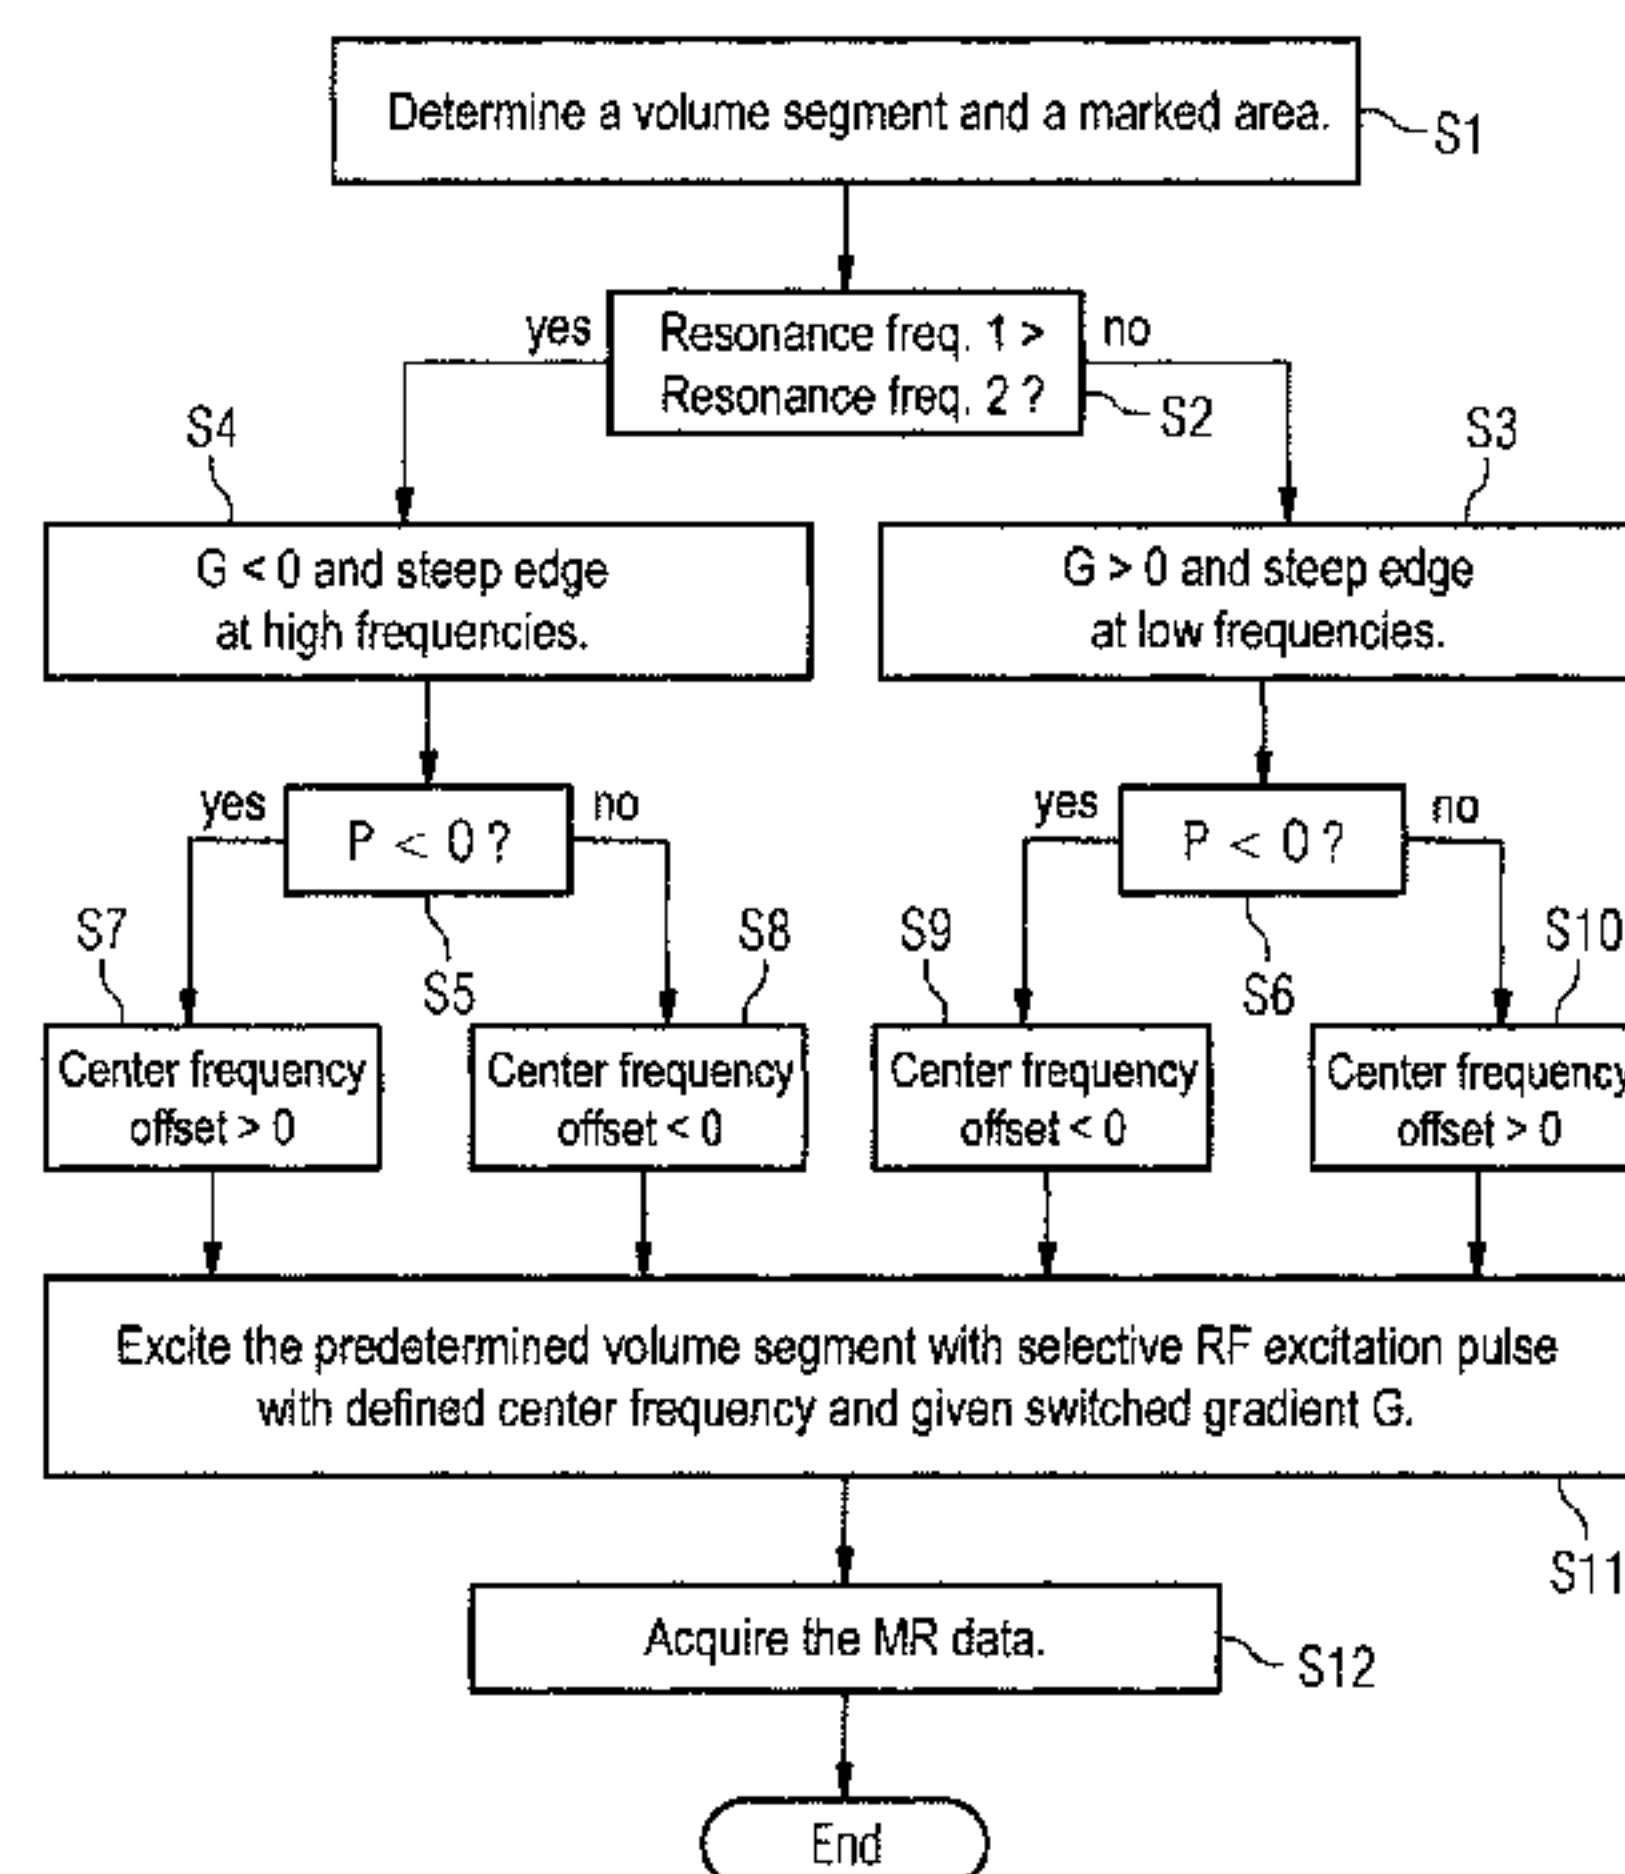 Determine a volume segment and a marked area.
S1
yes
Resonance freq. 1 >
Resonance freq. 2 ?
no
S2
S4
S3
G < 0 and steep edge
at high frequencies.
G > 0 and steep edge
at low frequencies.
yes
P < 0 ?
no
yes
P < 0 ?
no
S7
S5
S8
S9
S6
S10
Center frequency
offset > 0
Center frequency
offset < 0
Center frequency
offset < 0
Center frequency
offset > 0
Excite the predetermined volume segment with selective RF excitation pulse
with defined center frequency and given switched gradient G.
S11
Acquire the MR data.
S12
End